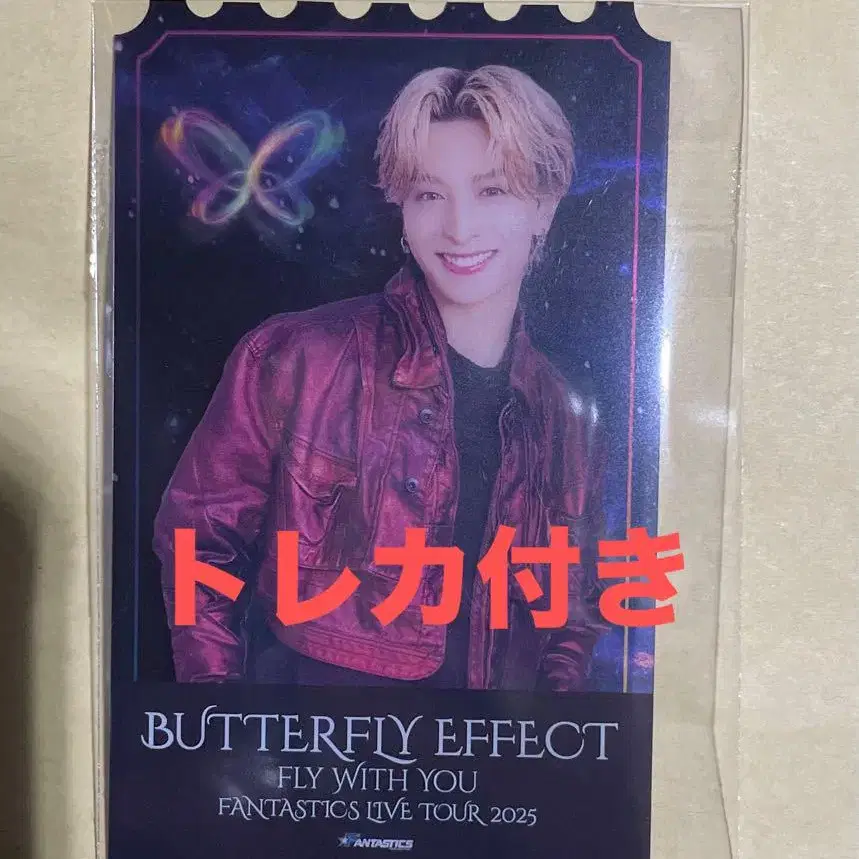 トレカ付き
BUTTERFLY EFFECT
FLY WITH YOU
FANTASTICS LIVE TOUR 2025
FANTASTICS